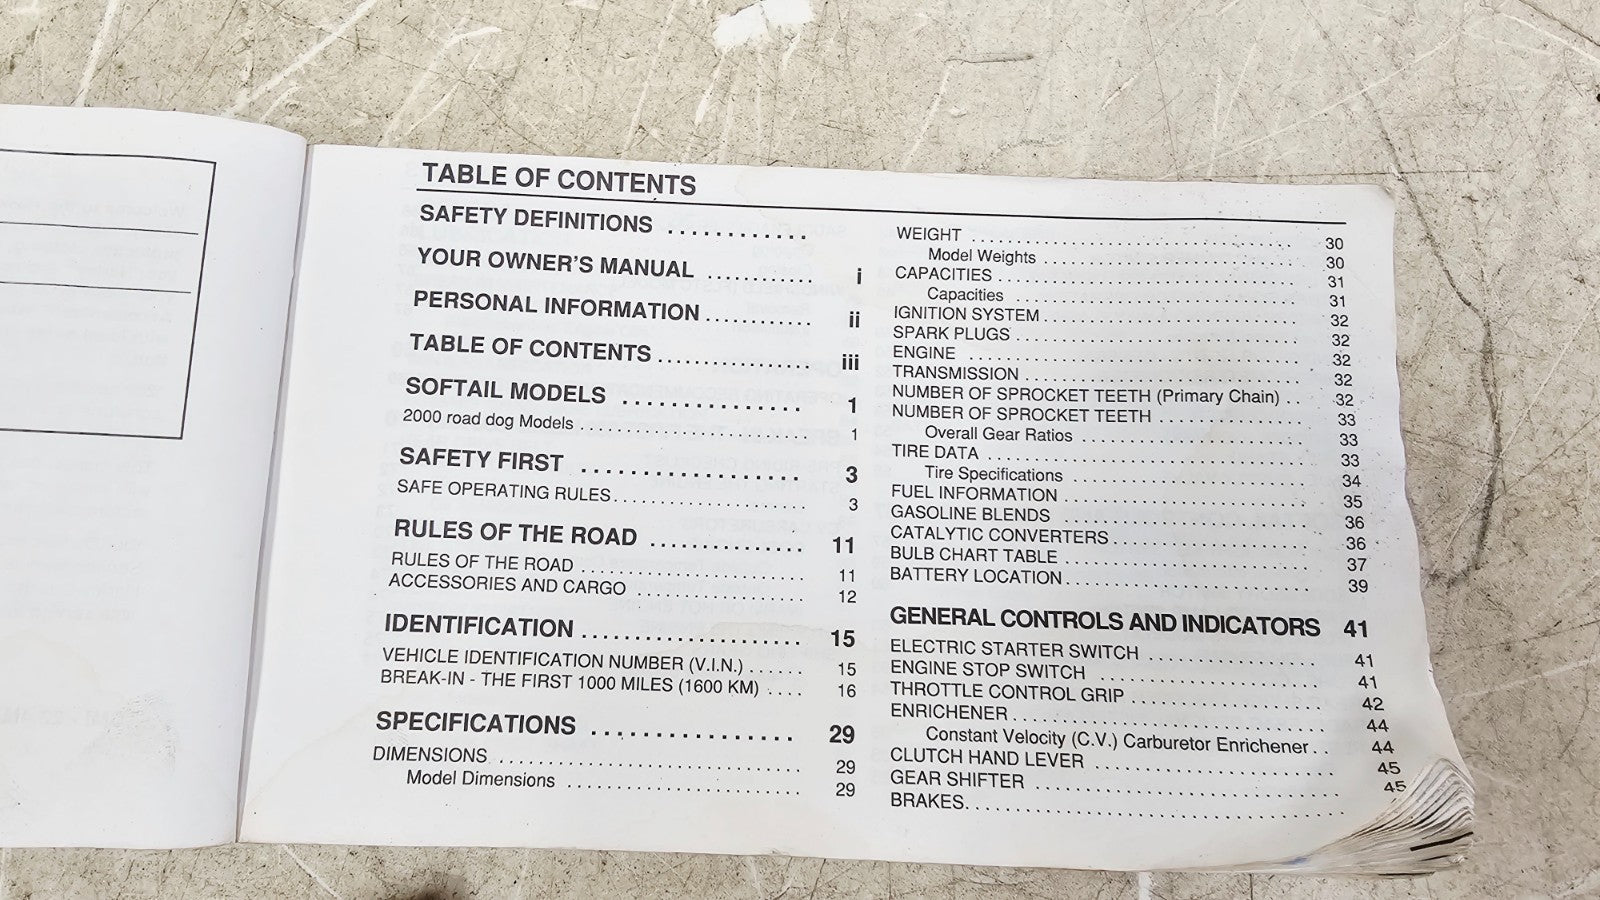 TABLE OF CONTENTS
SAFETY DEFINITIONS . . . . . . . . . . . .
YOUR OWNER'S MANUAL . . . . . . . . . . i
PERSONAL INFORMATION . . . . . . . . . . ii
TABLE OF CONTENTS . . . . . . . . . . . . . . iii
SOFTAIL MODELS . . . . . . . . . . . . . . . 1
2000 road dog Models . . . . . . . . . . . . . . . . . . . . . 1
SAFETY FIRST . . . . . . . . . . . . . . . . . 3
SAFE OPERATING RULES . . . . . . . . . . . . . . . . . . 3
RULES OF THE ROAD . . . . . . . . . . . . . 11
RULES OF THE ROAD . . . . . . . . . . . . . . . . . . . . . 11
ACCESSORIES AND CARGO . . . . . . . . . . . . . . . . 12
IDENTIFICATION . . . . . . . . . . . . . . . . . . 15
VEHICLE IDENTIFICATION NUMBER (V.I.N.) . . . . . . 15
BREAK-IN - THE FIRST 1000 MILES (1600 KM) . . . . 16
SPECIFICATIONS . . . . . . . . . . . . . . . . . 29
DIMENSIONS . . . . . . . . . . . . . . . . . . . . . . . . . . . . 29
Model Dimensions . . . . . . . . . . . . . . . . . . . . . . 29
WEIGHT . . . . . . . . . . . . . . . . . . . . . . . . . . . . . . 30
Model Weights . . . . . . . . . . . . . . . . . . . . . . . . 30
CAPACITIES . . . . . . . . . . . . . . . . . . . . . . . . . . . 31
Capacities . . . . . . . . . . . . . . . . . . . . . . . . . . 31
IGNITION SYSTEM . . . . . . . . . . . . . . . . . . . . . . . 32
SPARK PLUGS . . . . . . . . . . . . . . . . . . . . . . . . . . 32
ENGINE . . . . . . . . . . . . . . . . . . . . . . . . . . . . . . . 32
TRANSMISSION . . . . . . . . . . . . . . . . . . . . . . . . . 32
NUMBER OF SPROCKET TEETH (Primary Chain) . . 32
NUMBER OF SPROCKET TEETH . . . . . . . . . . . . . 33
Overall Gear Ratios . . . . . . . . . . . . . . . . . . . . . 33
TIRE DATA . . . . . . . . . . . . . . . . . . . . . . . . . . . . . 33
Tire Specifications . . . . . . . . . . . . . . . . . . . . . . 34
FUEL INFORMATION . . . . . . . . . . . . . . . . . . . . . . 35
GASOLINE BLENDS . . . . . . . . . . . . . . . . . . . . . . 36
CATALYTIC CONVERTERS . . . . . . . . . . . . . . . . . . 36
BULB CHART TABLE . . . . . . . . . . . . . . . . . . . . . . 37
BATTERY LOCATION . . . . . . . . . . . . . . . . . . . . . . 39
GENERAL CONTROLS AND INDICATORS 41
ELECTRIC STARTER SWITCH . . . . . . . . . . . . . . . 41
ENGINE STOP SWITCH . . . . . . . . . . . . . . . . . . . . 41
THROTTLE CONTROL GRIP . . . . . . . . . . . . . . . . . 42
ENRICHENER . . . . . . . . . . . . . . . . . . . . . . . . . . . 44
Constant Velocity (C.V.) Carburetor Enrichener . . 44
CLUTCH HAND LEVER . . . . . . . . . . . . . . . . . . . . 45
GEAR SHIFTER . . . . . . . . . . . . . . . . . . . . . . . . . 45
BRAKES . . . . . . . . . . . . . . . . . . . . . . . . . . . . . . .